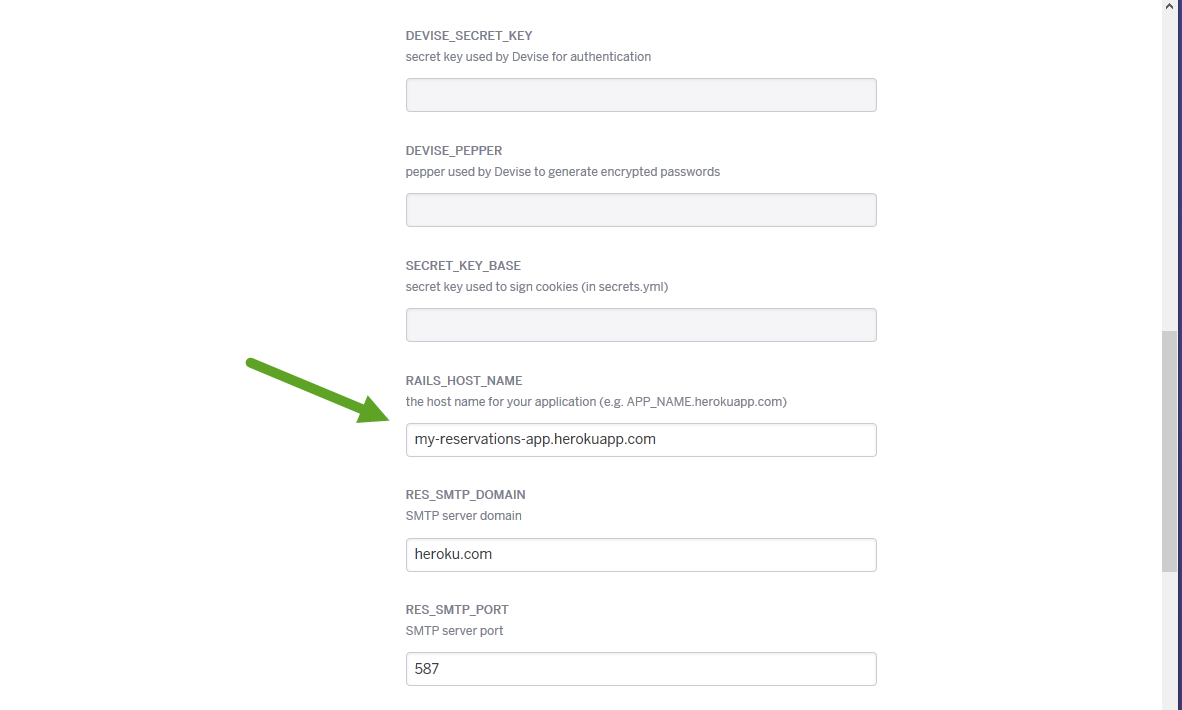 DEVISE_SECRET_KEY
secret key used by Devise for authentication
DEVISE_PEPPER
pepper used by Devise to generate encrypted passwords
SECRET_KEY_BASE
secret key used to sign cookies (in secrets.yml)
RAILS_HOST_NAME
the host name for your application (e.g. APP_NAME.herokuapp.com)
my-reservations-app.herokuapp.com
RES_SMTP_DOMAIN
SMTP server domain
heroku.com
RES_SMTP_PORT
SMTP server port
587